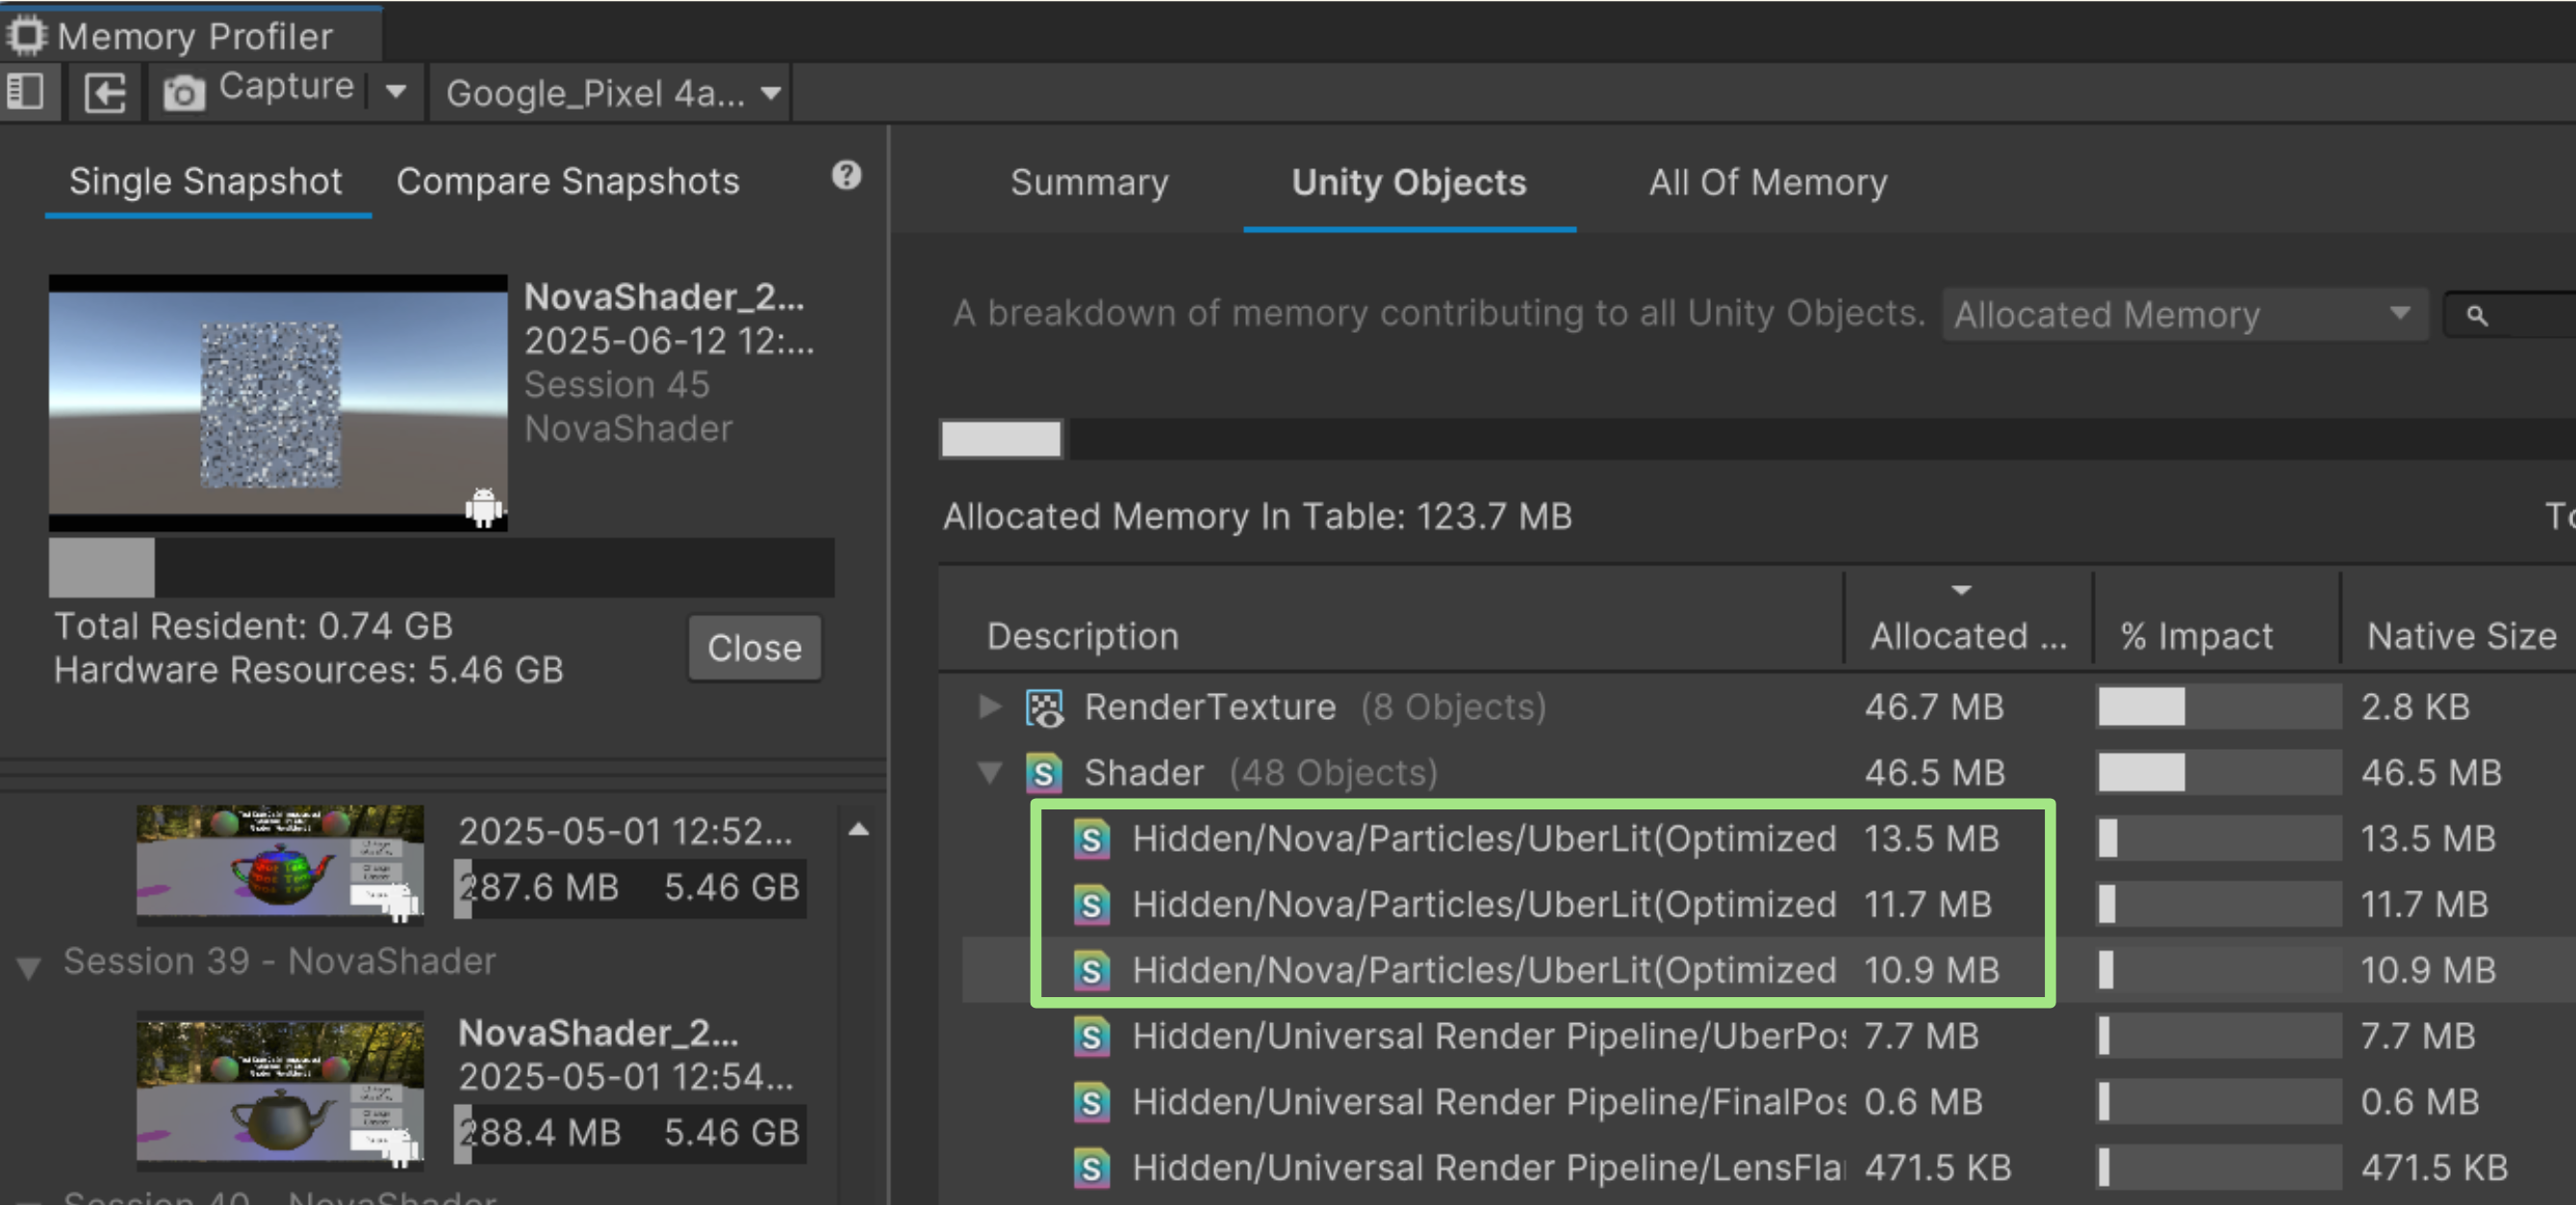 Memory Profiler
Capture
Google_Pixel 4a...
Single Snapshot
Compare Snapshots
NovaShader_2...
2025-06-12 12:...
Session 45
NovaShader
Total Resident: 0.74 GB
Hardware Resources: 5.46 GB
Close
2025-05-01 12:52...
287.6 MB
5.46 GB
Session 39 - NovaShader
NovaShader_2...
2025-05-01 12:54...
288.4 MB
5.46 GB
Session 40 - NovaShader
Summary
Unity Objects
All Of Memory
A breakdown of memory contributing to all Unity Objects.
Allocated Memory
Allocated Memory In Table: 123.7 MB
To
Description
Allocated ...
% Impact
Native Size
RenderTexture (8 Objects) 46.7 MB 2.8 KB
Shader (48 Objects) 46.5 MB 46.5 MB
Hidden/Nova/Particles/UberLit(Optimized 13.5 MB 13.5 MB
Hidden/Nova/Particles/UberLit(Optimized 11.7 MB 11.7 MB
Hidden/Nova/Particles/UberLit(Optimized 10.9 MB 10.9 MB
Hidden/Universal Render Pipeline/UberPos 7.7 MB 7.7 MB
Hidden/Universal Render Pipeline/FinalPos 0.6 MB 0.6 MB
Hidden/Universal Render Pipeline/LensFla 471.5 KB 471.5 KB